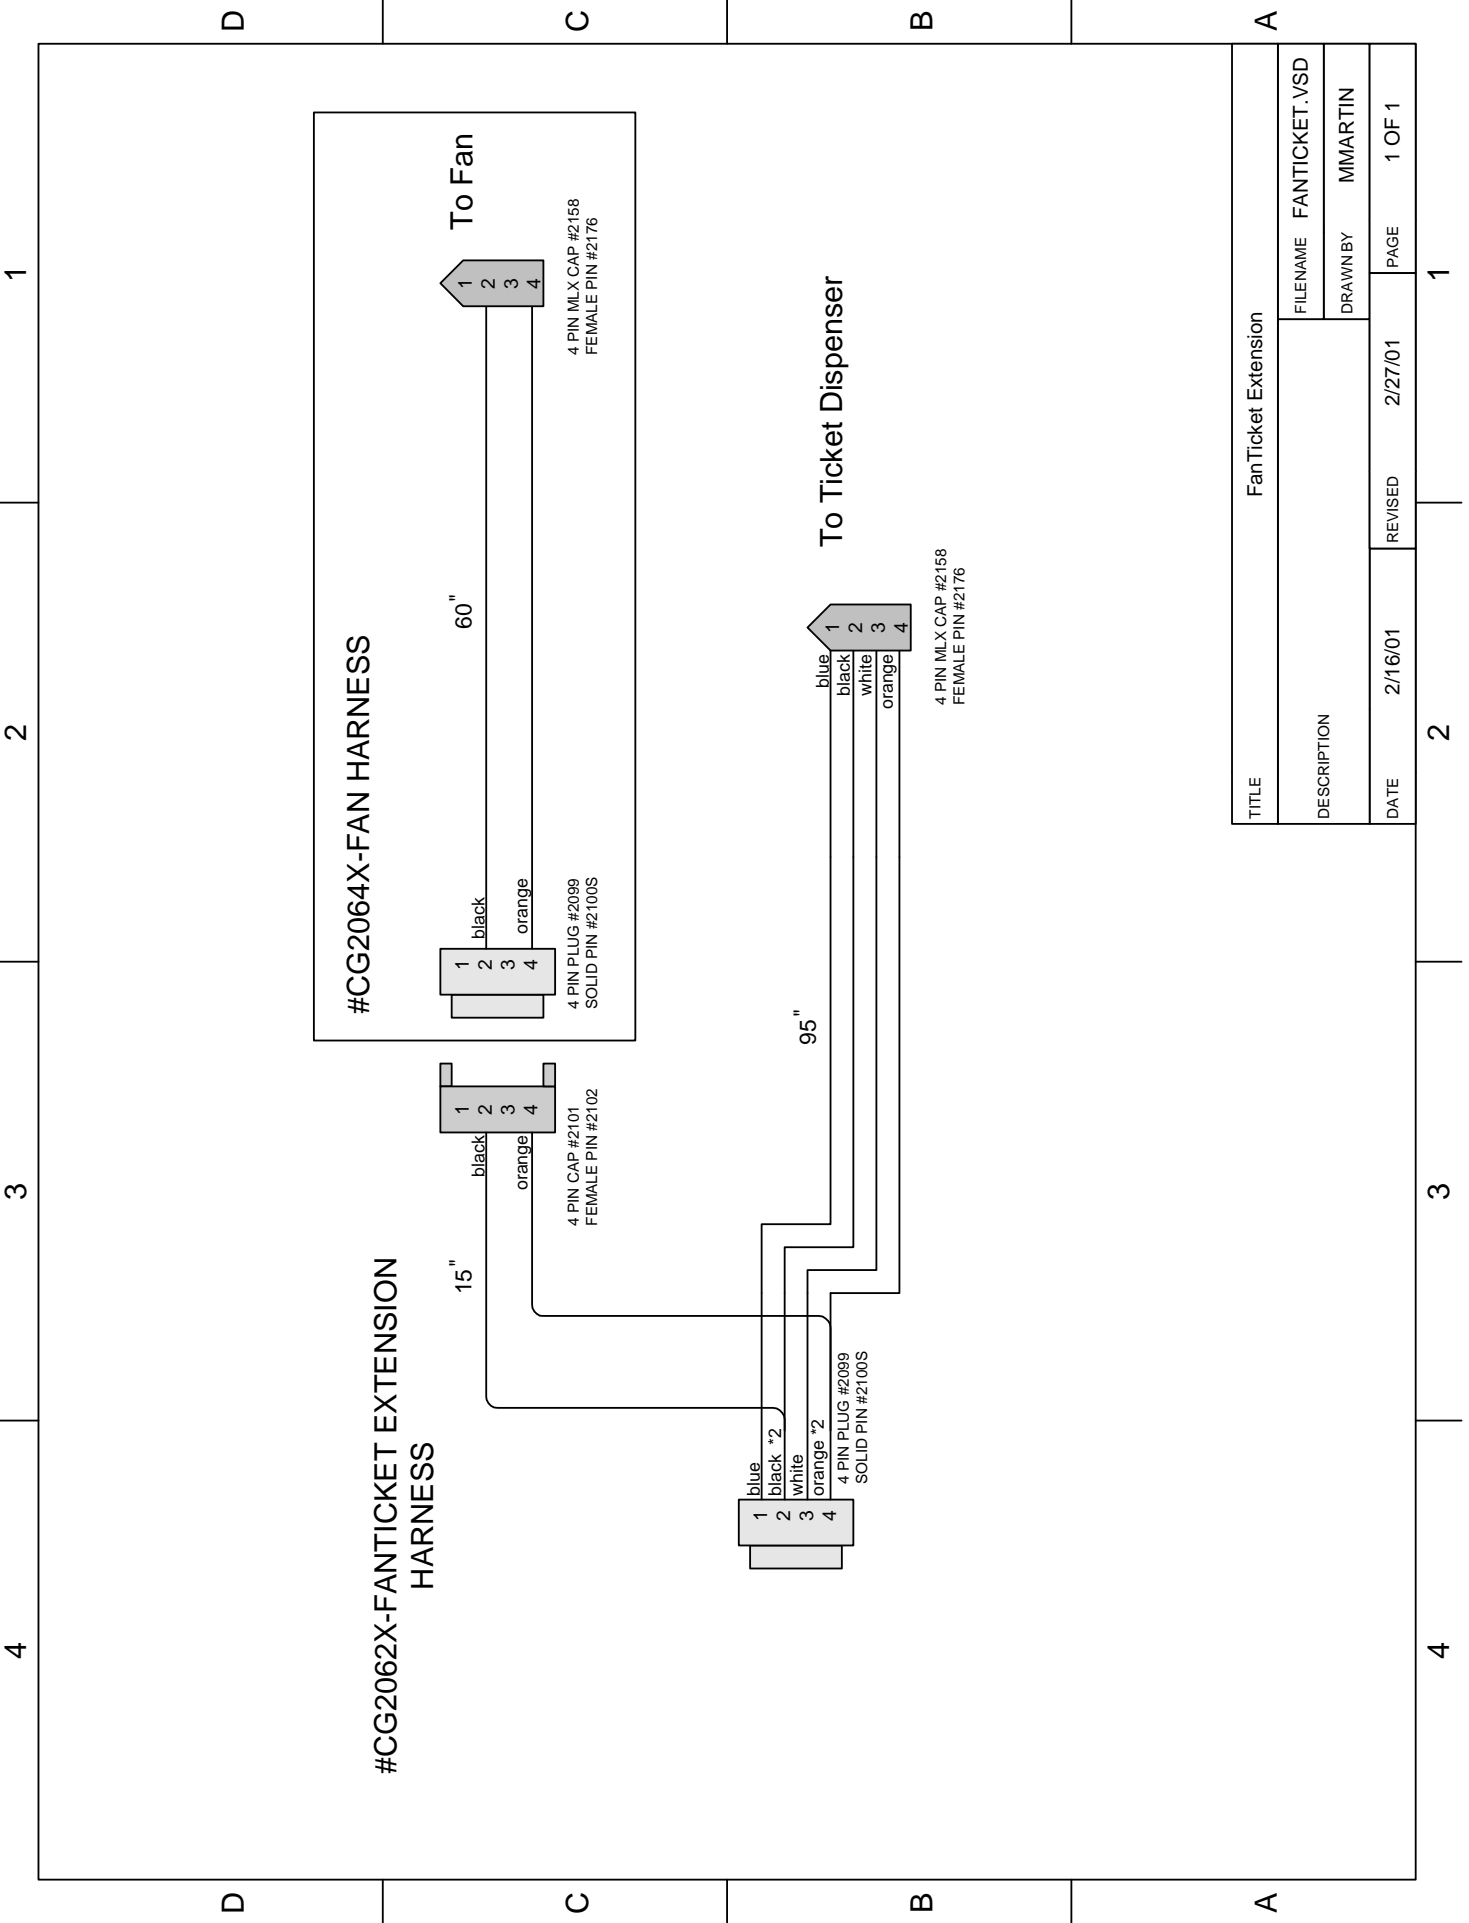 4
3
2
1
D
D
#CG2064X-FAN HARNESS
#CG2062X-FANTICKET EXTENSION
HARNESS
C
C
15"
60"
To Fan
black
black
1
1
1
2
2
2
3
3
3
4
4
4
orange
orange
4 PIN CAP #2101
FEMALE PIN #2102
4 PIN PLUG #2099
SOLID PIN #2100S
4 PIN MLX CAP #2158
FEMALE PIN #2176
95"
To Ticket Dispenser
B
B
1
2
3
4
blue
black *2
white
orange *2
4 PIN PLUG #2099
SOLID PIN #2100S
blue
black
white
orange
1
2
3
4
4 PIN MLX CAP #2158
FEMALE PIN #2176
A
A
TITLE
FanTicket Extension
DESCRIPTION
FILENAME FANTICKET.VSD
DRAWN BY MMARTIN
DATE 2/16/01
REVISED 2/27/01
PAGE 1 OF 1
4
3
2
1